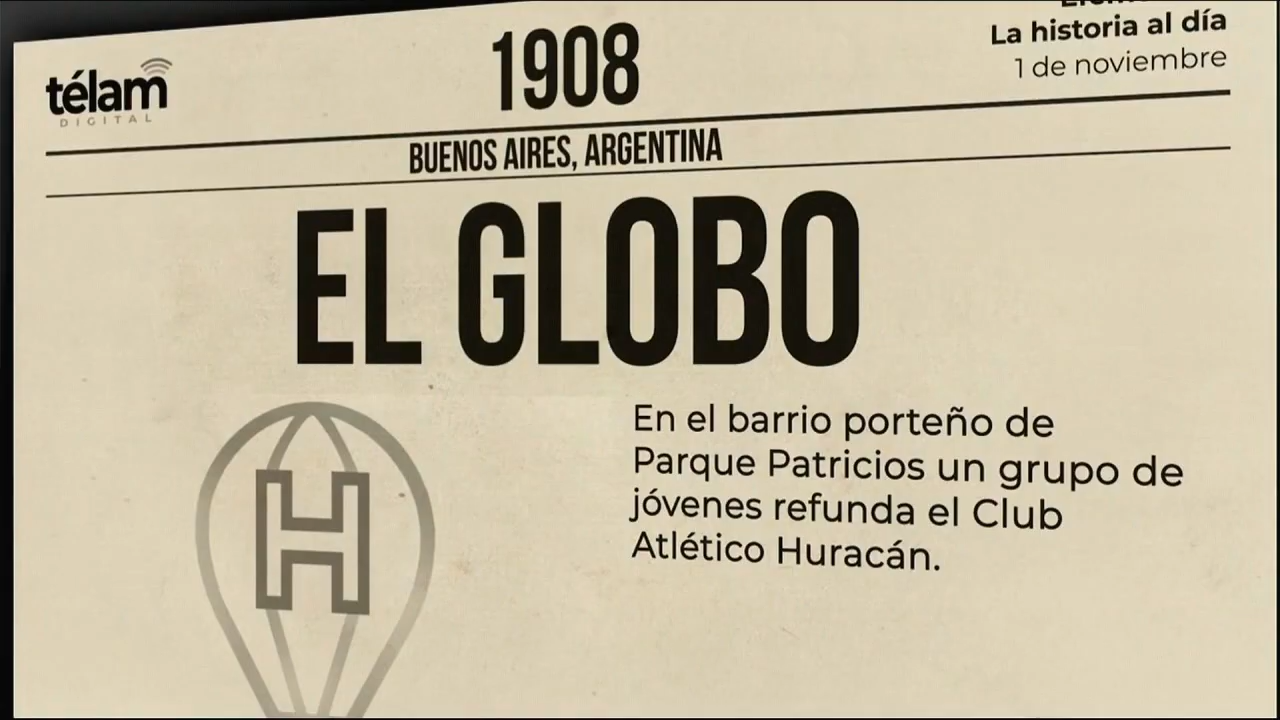 télam
DIGITAL
1908
La historia al día
1 de noviembre
BUENOS AIRES, ARGENTINA
EL GLOBO
H
En el barrio porteño de
Parque Patricios un grupo de
jóvenes refunda el Club
Atlético Huracán.